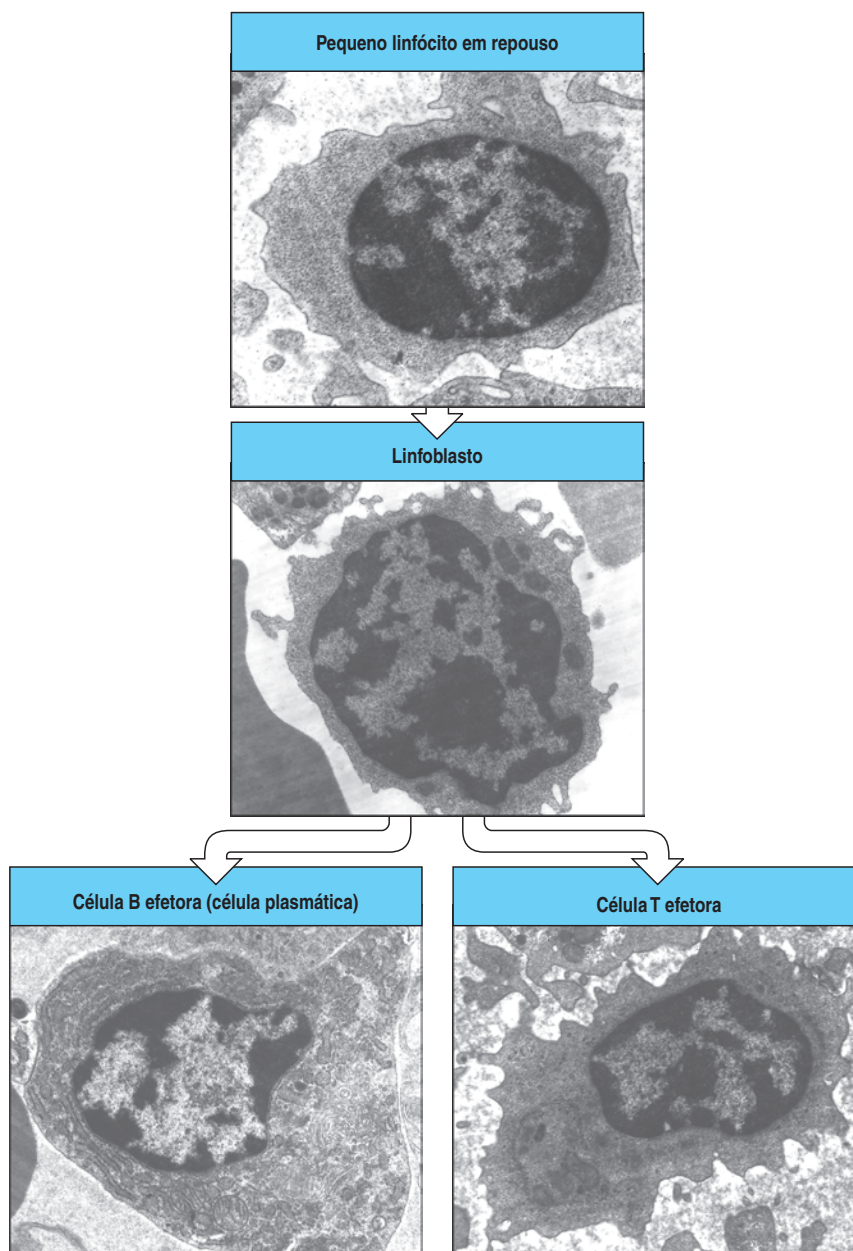 Pequeno linfócito em repouso
Linfoblasto
Célula B efetora (célula plasmática)
Célula T efetora